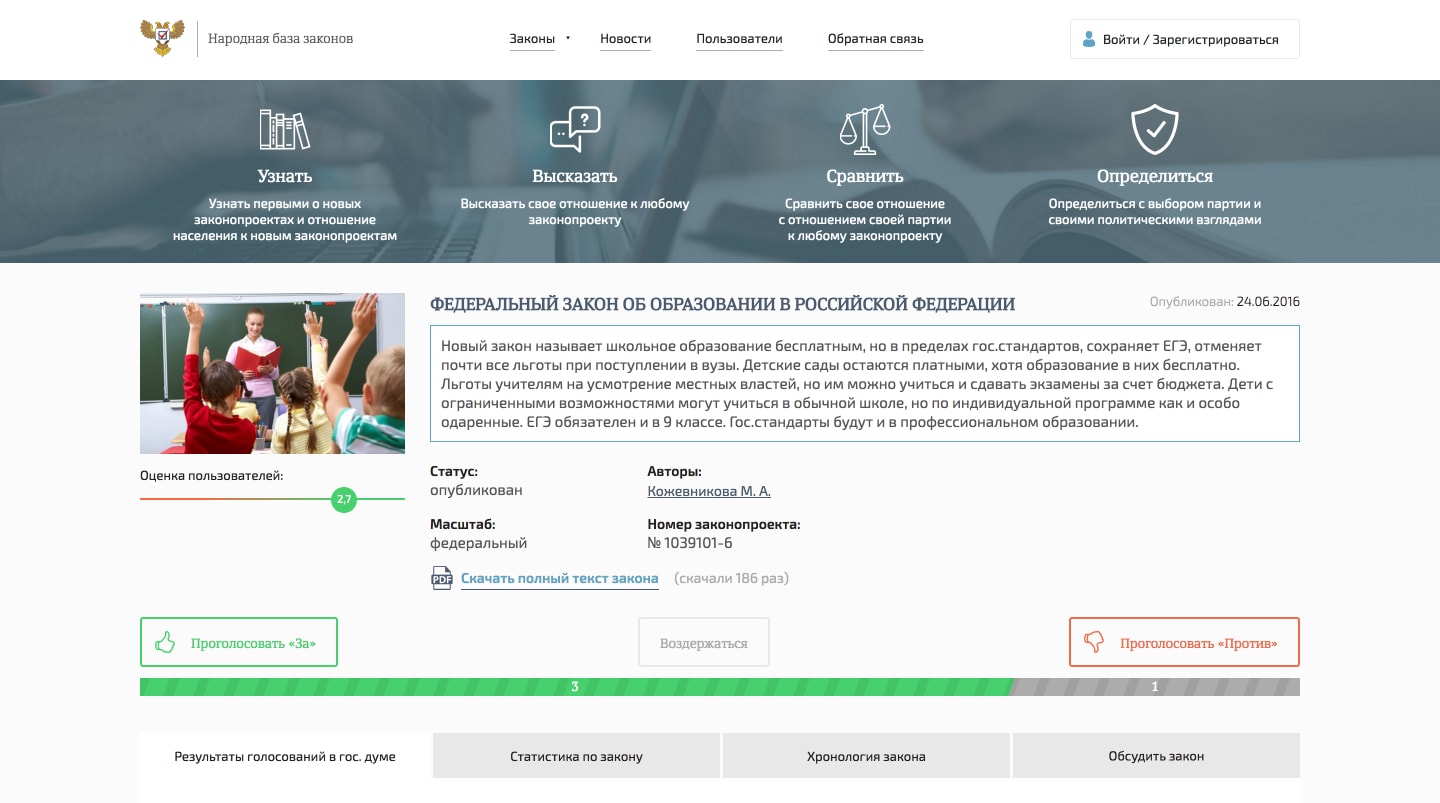 Народная база законов
Законы
Новости
Пользователи
Обратная связь
Войти / Зарегистрироваться
?
Узнать
Узнать первыми о новых
законопроектах и отношение
населения к новым законопроектам
Высказать
Высказать свое отношение к любому
законопроекту
Сравнить
Сравнить свое отношение
с отношением своей партии
к любому законопроекту
Определиться
Определиться с выбором партии и
своими политическими взглядами
ФЕДЕРАЛЬНЫЙ ЗАКОН ОБ ОБРАЗОВАНИИ В РОССИЙСКОЙ ФЕДЕРАЦИИ
Опубликован: 24.06.2016
Новый закон называет школьное образование бесплатным, но в пределах гос.стандартов, сохраняет ЕГЭ, отменяет
почти все льготы при поступлении в вузы. Детские сады остаются платными, хотя образование в них бесплатно.
Льготы учителям на усмотрение местных властей, но им можно учиться и сдавать экзамены за счет бюджета. Дети с
ограниченными возможностями могут учиться в обычной школе, но по индивидуальной программе как и особо
одаренные. ЕГЭ обязателен и в 9 классе. Гос.стандарты будут и в профессиональном образовании.
Оценка пользователей:
2,7
Статус:
опубликован
Авторы:
Кожевникова М. А.
Масштаб:
федеральный
Номер законопроекта:
№ 1039101-6
PDF
Скачать полный текст закона
(скачали 186 раз)
Проголосовать «За»
Воздержаться
Проголосовать «Против»
3
1
Результаты голосований в гос. думе
Статистика по закону
Хронология закона
Обсудить закон